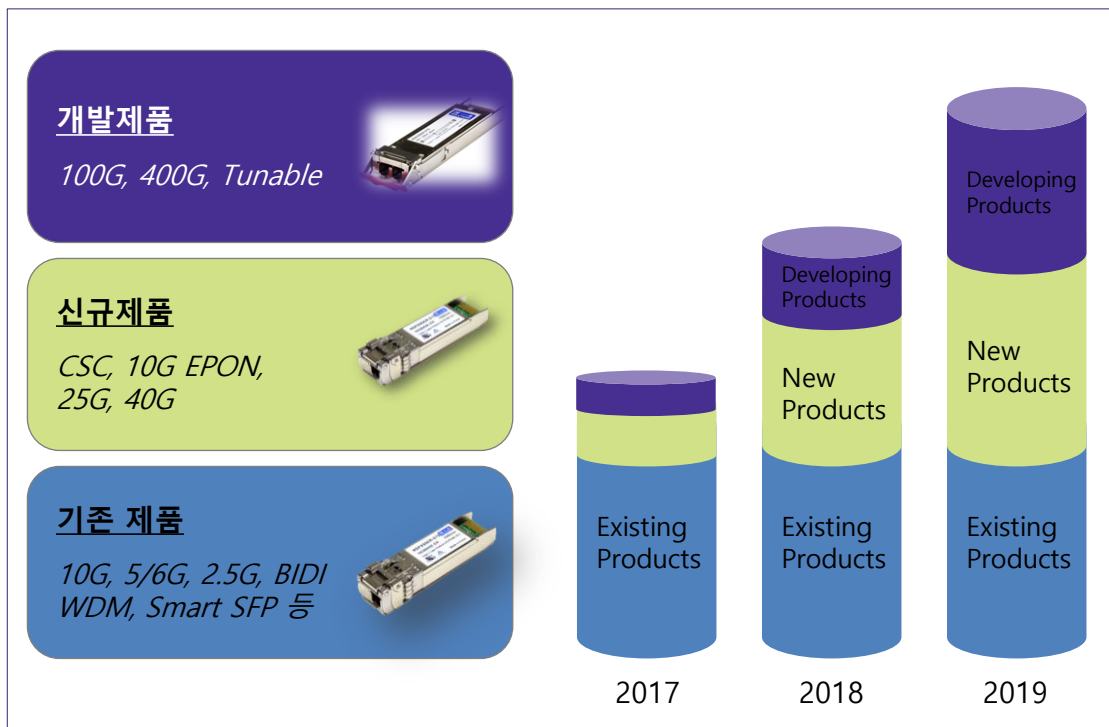 개발제품
100G, 400G, Tunable
신규제품
CSC, 10G EPON,
25G, 40G
기존 제품
10G, 5/6G, 2.5G, BIDI
WDM, Smart SFP 등
Existing
Products
2017
Developing
Products
New
Products
Existing
Products
2018
Developing
Products
New
Products
Existing
Products
2019